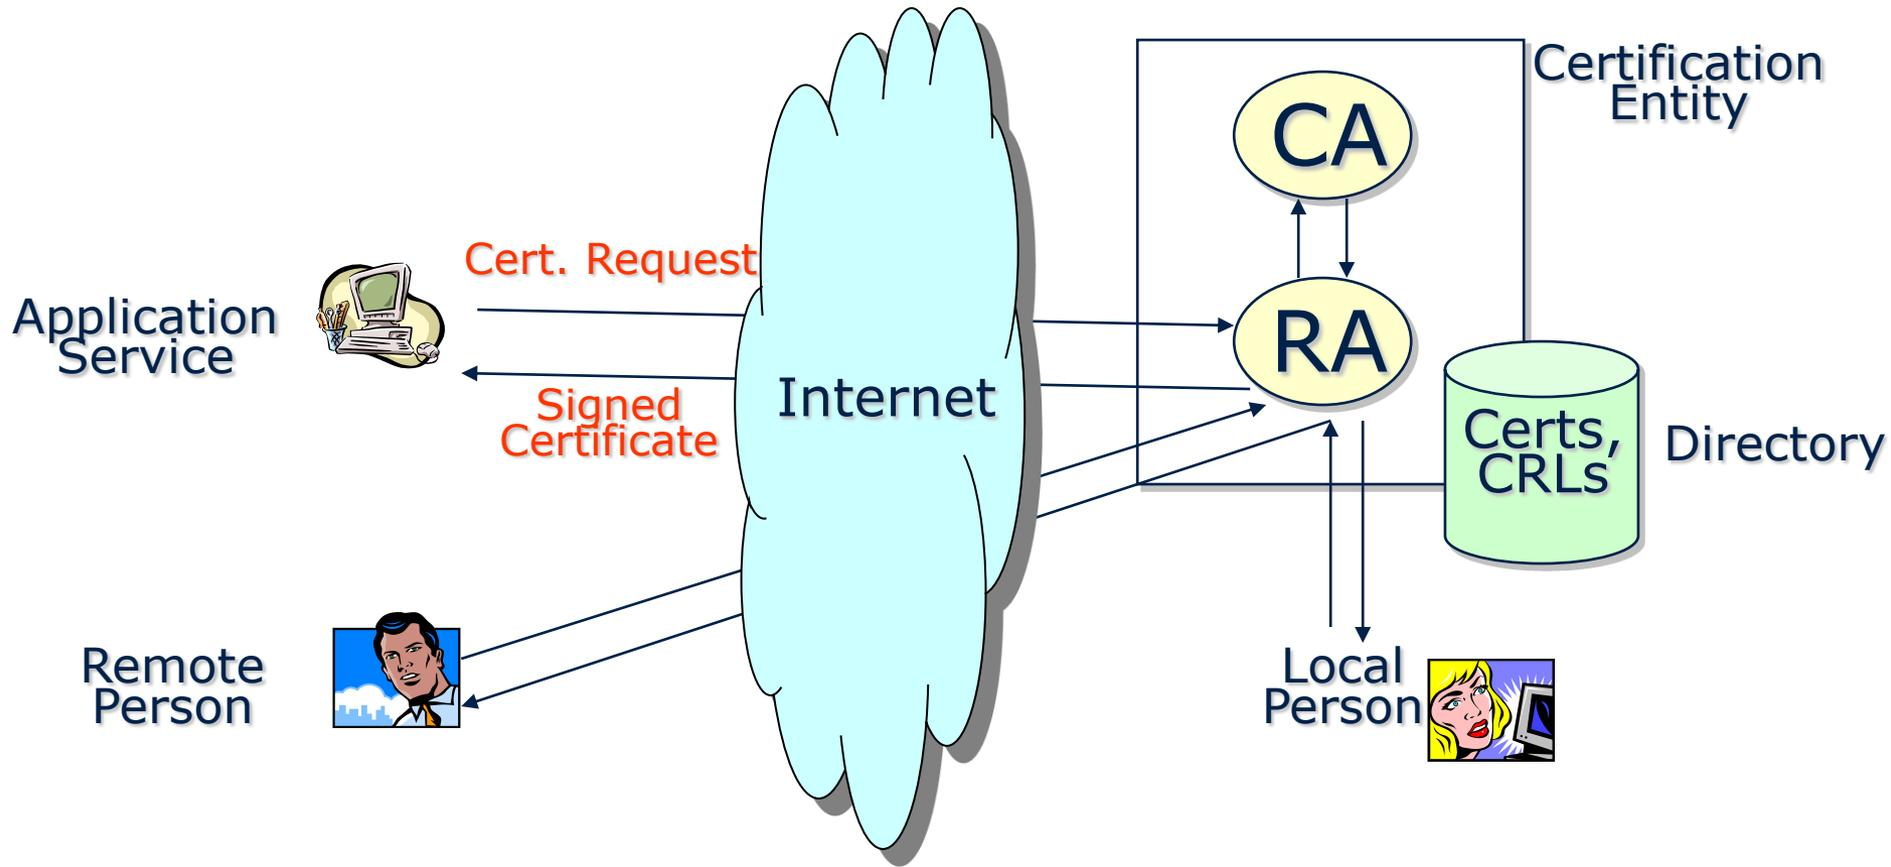 Certification
Entity
CA
Cert. Request
Application
Service
RA
Internet
Signed
Certificate
Certs,
CRLs
Directory
Remote
Person
Local
Person